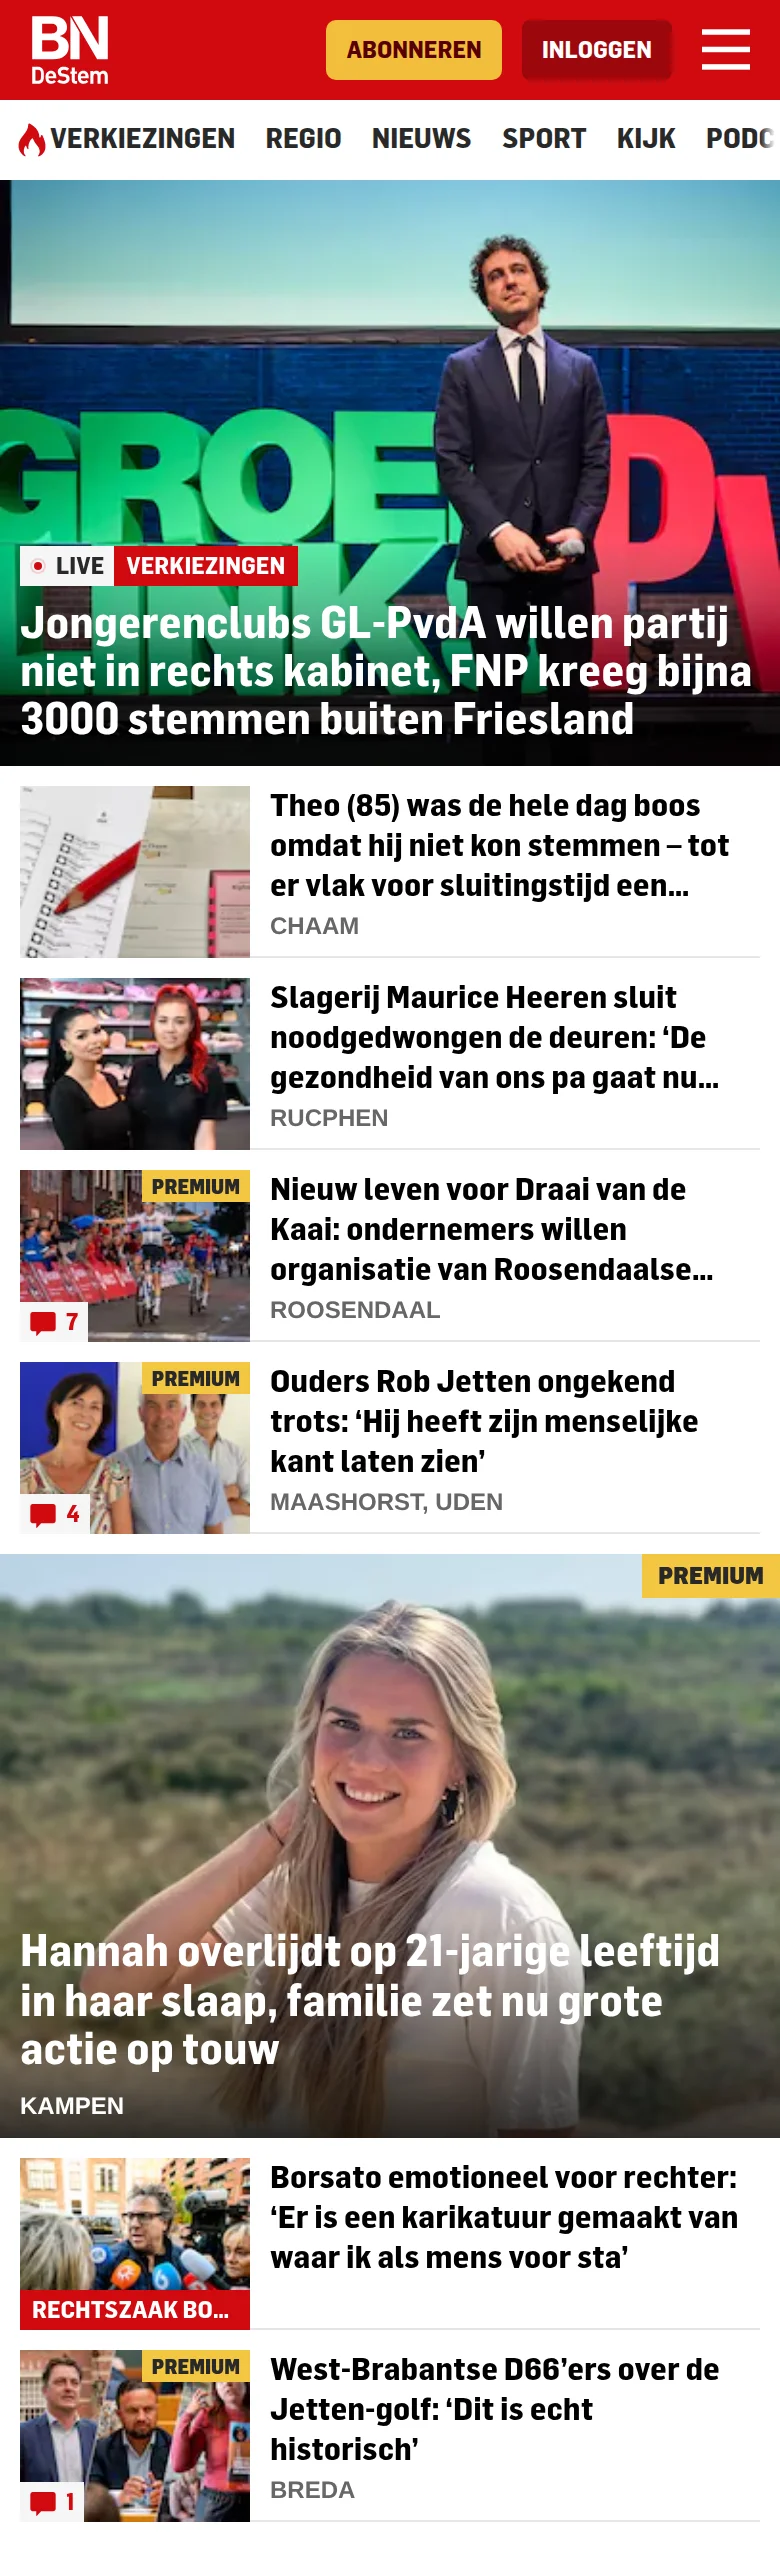 BN
DeStem
ABONNEREN
INLOGGEN
VERKIEZINGEN REGIO NIEUWS SPORT KIJK PODC
GROE
INKS
PV
LIVE VERKIEZINGEN
Jongerenclubs GL-PvdA willen partij
niet in rechts kabinet, FNP kreeg bijna
3000 stemmen buiten Friesland
Theo (85) was de hele dag boos
omdat hij niet kon stemmen – tot
er vlak voor sluitingstijd een...
CHAAM
Slagerij Maurice Heeren sluit
noodgedwongen de deuren: ‘De
gezondheid van ons pa gaat nu...
RUCPHEN
PREMIUM
7
Nieuw leven voor Draai van de
Kaai: ondernemers willen
organisatie van Roosendaalse...
ROOSENDAAL
PREMIUM
4
Ouders Rob Jetten ongekend
trots: ‘Hij heeft zijn menselijke
kant laten zien’
MAASHORST, UDEN
PREMIUM
Hannah overlijdt op 21-jarige leeftijd
in haar slaap, familie zet nu grote
actie op touw
KAMPEN
RECHTSZAAK BO...
Borsato emotioneel voor rechter:
‘Er is een karikatuur gemaakt van
waar ik als mens voor sta’
PREMIUM
1
West-Brabantse D66’ers over de
Jetten-golf: ‘Dit is echt
historisch’
BREDA